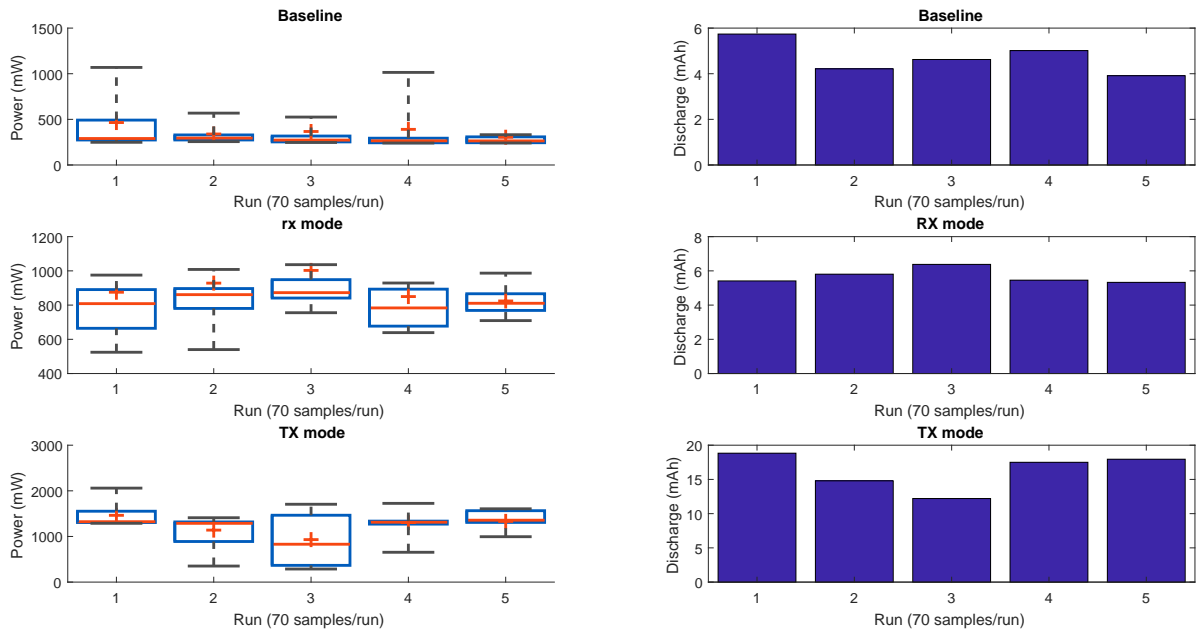 Baseline
Power (mW)
1500
1000
500
0
1 2 3 4 5
Run (70 samples/run)
Baseline
Discharge (mAh)
6
4
2
0
1 2 3 4 5
Run (70 samples/run)
rx mode
Power (mW)
1200
1000
800
600
400
1 2 3 4 5
Run (70 samples/run)
RX mode
Discharge (mAh)
8
6
4
2
0
1 2 3 4 5
Run (70 samples/run)
TX mode
Power (mW)
3000
2000
1000
0
1 2 3 4 5
Run (70 samples/run)
TX mode
Discharge (mAh)
20
15
10
5
0
1 2 3 4 5
Run (70 samples/run)